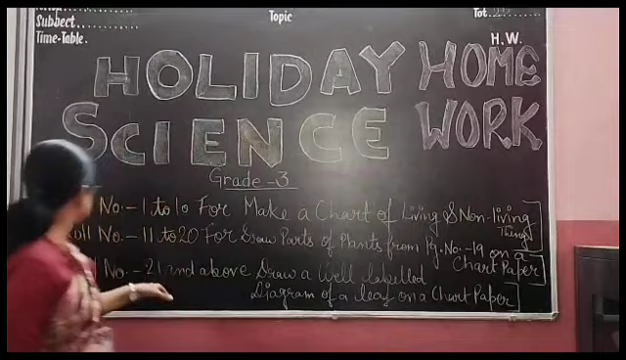 Subbect..............
Topic
Tot.
Time-Table.
H.W.
HOLIDAY HOME
SCIENCE WORK
Grade -3
No.- 1 to 10 For Make a Chart of Living & Non-living Things
No.- 11 to 20 For Draw Parts of Plants from Pg. No.- 19 on a Chart Paper
No.- 21 and above Draw a Well labelled
Diagram of a leaf on a Chart Paper